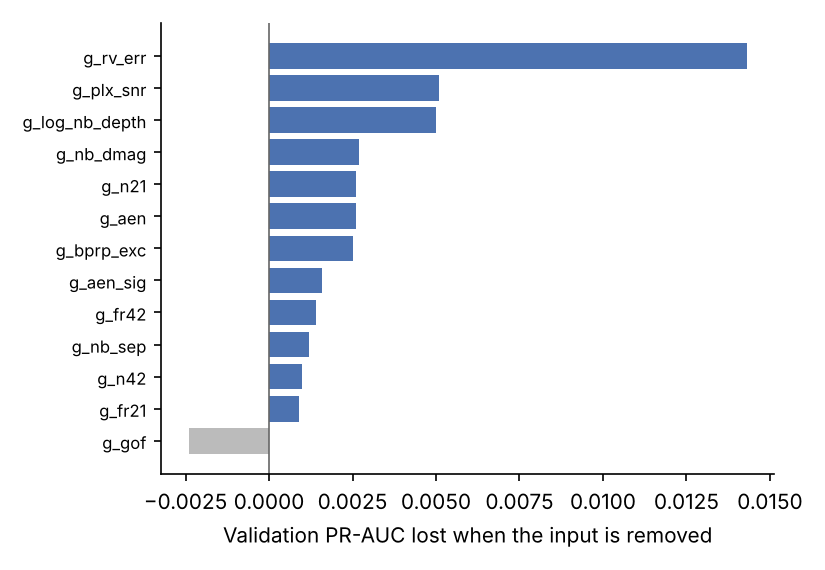 g_rv_err
g_plx_snr
g_log_nb_depth
g_nb_dmag
g_n21
g_aen
g_bprp_exc
g_aen_sig
g_fr42
g_nb_sep
g_n42
g_fr21
g_gof
−0.0025 0.0000 0.0025 0.0050 0.0075 0.0100 0.0125 0.0150
Validation PR-AUC lost when the input is removed